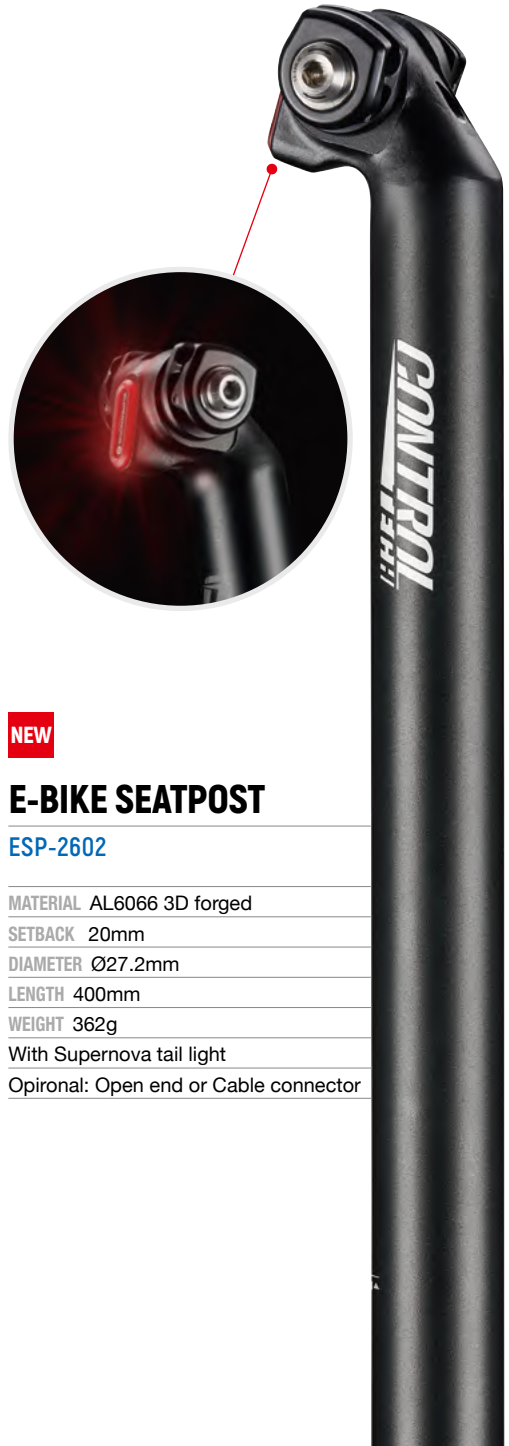 CONTROL
TECH
NEW
E-BIKE SEATPOST
ESP-2602
MATERIAL AL6066 3D forged
SETBACK 20mm
DIAMETER Ø27.2mm
LENGTH 400mm
WEIGHT 362g
With Supernova tail light
Opironal: Open end or Cable connector